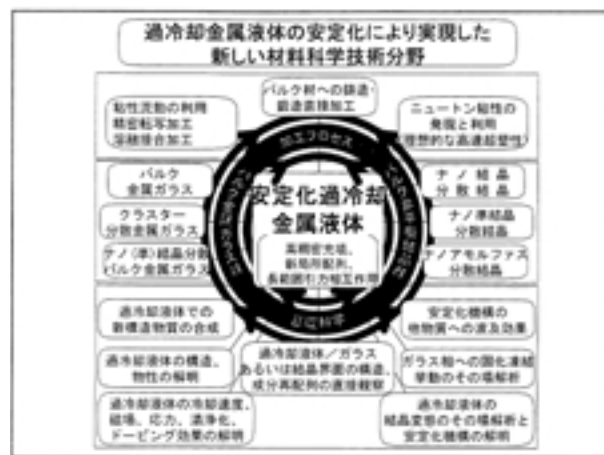 過冷却金属液体の安定化により実現した
新しい材料科学技術分野
バルク材への鋳造・
鍛造直接加工
粘性流動の利用
精密転写加工
溶融接合加工
ニュートン粘性の
発現と利用
(理想的な高速超塑性)
加工プロセス
バルク
金属ガラス
クラスター
分散金属ガラス
ナノ(準)結晶分散
バルク金属ガラス
安定化過冷却
金属液体
高稠密充填、
新局所配列、
長範囲引力相互作用
ナノ結晶
分散結晶
ナノ準結晶
分散結晶
ナノアモルファス
分散結晶
過冷却液体での
新構造物質の合成
安定化機構の
他物質への波及効果
過冷却液体の構造、
物性の解明
過冷却液体/ガラス
あるいは結晶界面の構造、
成分再配列の直接観察
ガラス相への固化凍結
挙動のその場解析
過冷却液体の冷却速度、
磁場、応力、清浄化、
ドーピング効果の解明
過冷却液体の
結晶変態のその場解析と
安定化機構の解明